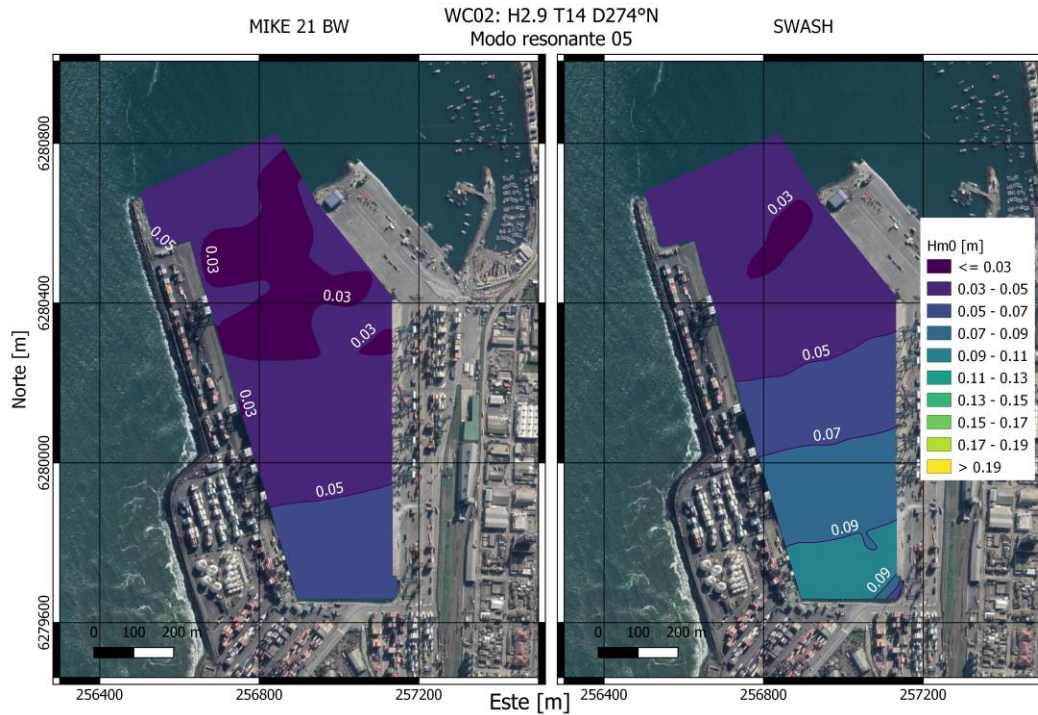 WC02: H2.9 T14 D274°N
Modo resonante 05
MIKE 21 BW
SWASH
Norte [m]
6280800
6280400
6280000
6279600
0.05
0.03
0.03
0.03
0.03
0.05
0 200 m
256400 256800 257200
0.03
0.05
0.07
0.09
0.09
0 200 m
256400 256800 257200
Este [m]
Hm0 [m]
<= 0.03
0.03 - 0.05
0.05 - 0.07
0.07 - 0.09
0.09 - 0.11
0.11 - 0.13
0.13 - 0.15
0.15 - 0.17
0.17 - 0.19
> 0.19